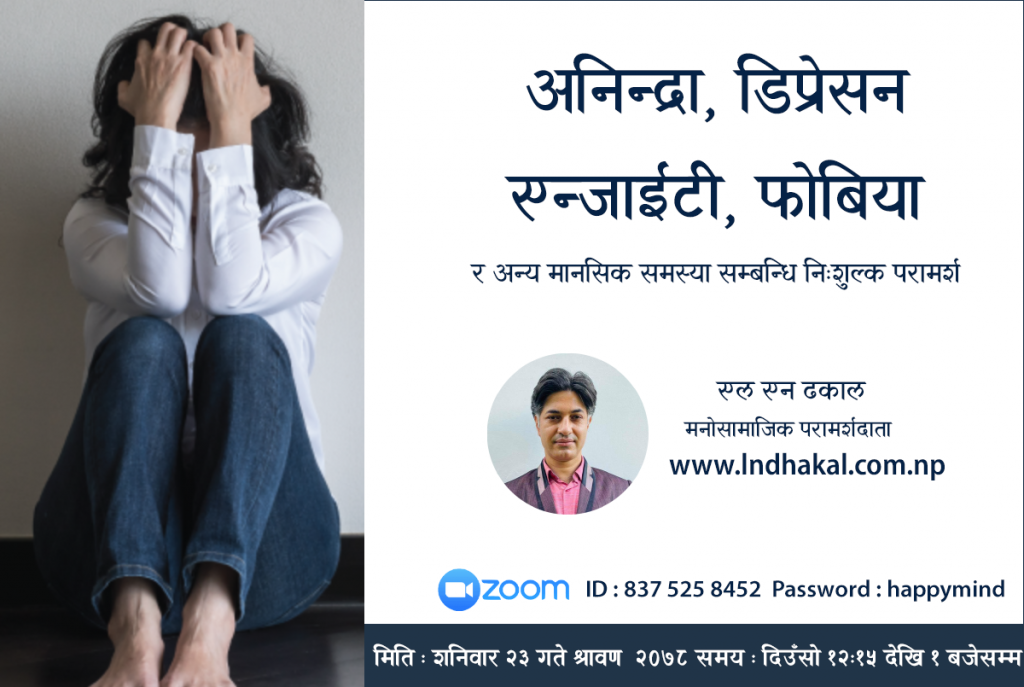 अनिन्द्रा, डिप्रेसन
एन्जाईटी, फोबिया
र अन्य मानसिक समस्या सम्बन्धि निःशुल्क परामर्श
एल एन ढकाल
मनोसामाजिक परामर्शदाता
www.lndhakal.com.np
zoom ID : 837 525 8452 Password : happymind
मिति : शनिवार २३ गते श्रावण २०७८ समय : दिउँसो १२:१५ देखि १ बजेसम्म